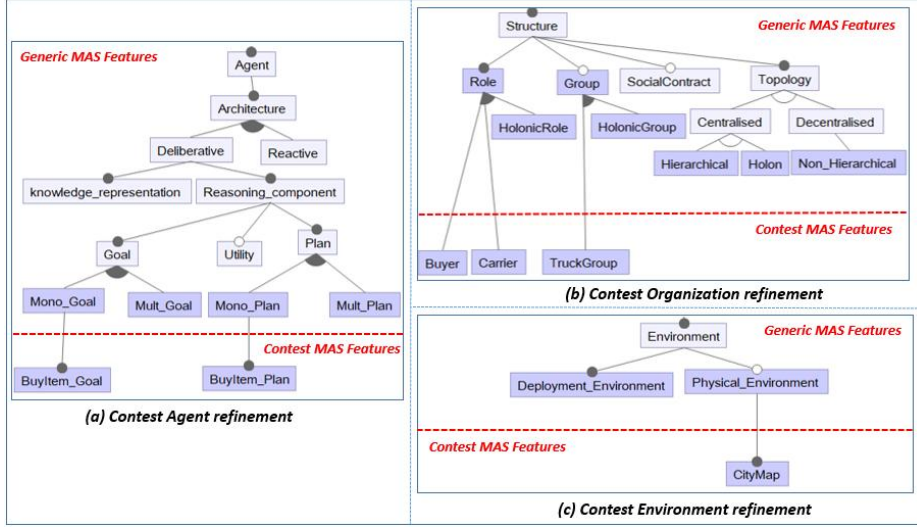 Generic MAS Features
Agent
Architecture
Deliberative
Reactive
knowledge_representation
Reasoning_component
Goal
Utility
Plan
Mono_Goal
Mult_Goal
Mono_Plan
Mult_Plan
Contest MAS Features
BuyItem_Goal
BuyItem_Plan
(a) Contest Agent refinement
Structure
Generic MAS Features
Role
Group
SocialContract
Topology
HolonicRole
HolonicGroup
Centralised
Decentralised
Hierarchical
Holon
Non_Hierarchical
Contest MAS Features
Buyer
Carrier
TruckGroup
(b) Contest Organization refinement
Environment
Generic MAS Features
Deployment_Environment
Physical_Environment
Contest MAS Features
CityMap
(c) Contest Environment refinement